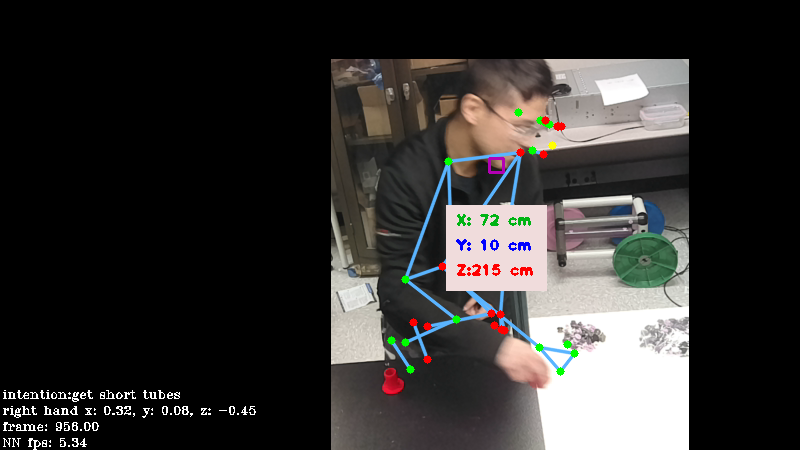 X: 72 cm
Y: 10 cm
Z:215 cm
intention:get short tubes
right hand x: 0.32, y: 0.08, z: -0.45
frame: 956.00
NN fps: 5.34